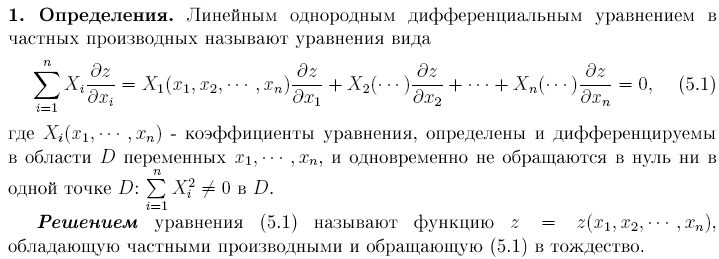 1. Определения. Линейным однородным дифференциальным уравнением в
частных производных называют уравнения вида
$$\sum_{i=1}^{n} X_i \frac{\partial z}{\partial x_i} = X_1(x_1, x_2, \cdots, x_n)\frac{\partial z}{\partial x_1} + X_2(\cdots)\frac{\partial z}{\partial x_2} + \cdots + X_n(\cdots)\frac{\partial z}{\partial x_n} = 0, \quad (5.1)$$
где $X_i(x_1, \cdots, x_n)$ - коэффициенты уравнения, определены и дифференцируемы
в области $D$ переменных $x_1, \cdots, x_n$, и одновременно не обращаются в нуль ни в
одной точке $D$: $\sum_{i=1}^{n} X_i^2 \neq 0$ в $D$.
Решением уравнения (5.1) называют функцию $z = z(x_1, x_2, \cdots, x_n)$,
обладающую частными производными и обращающую (5.1) в тождество.